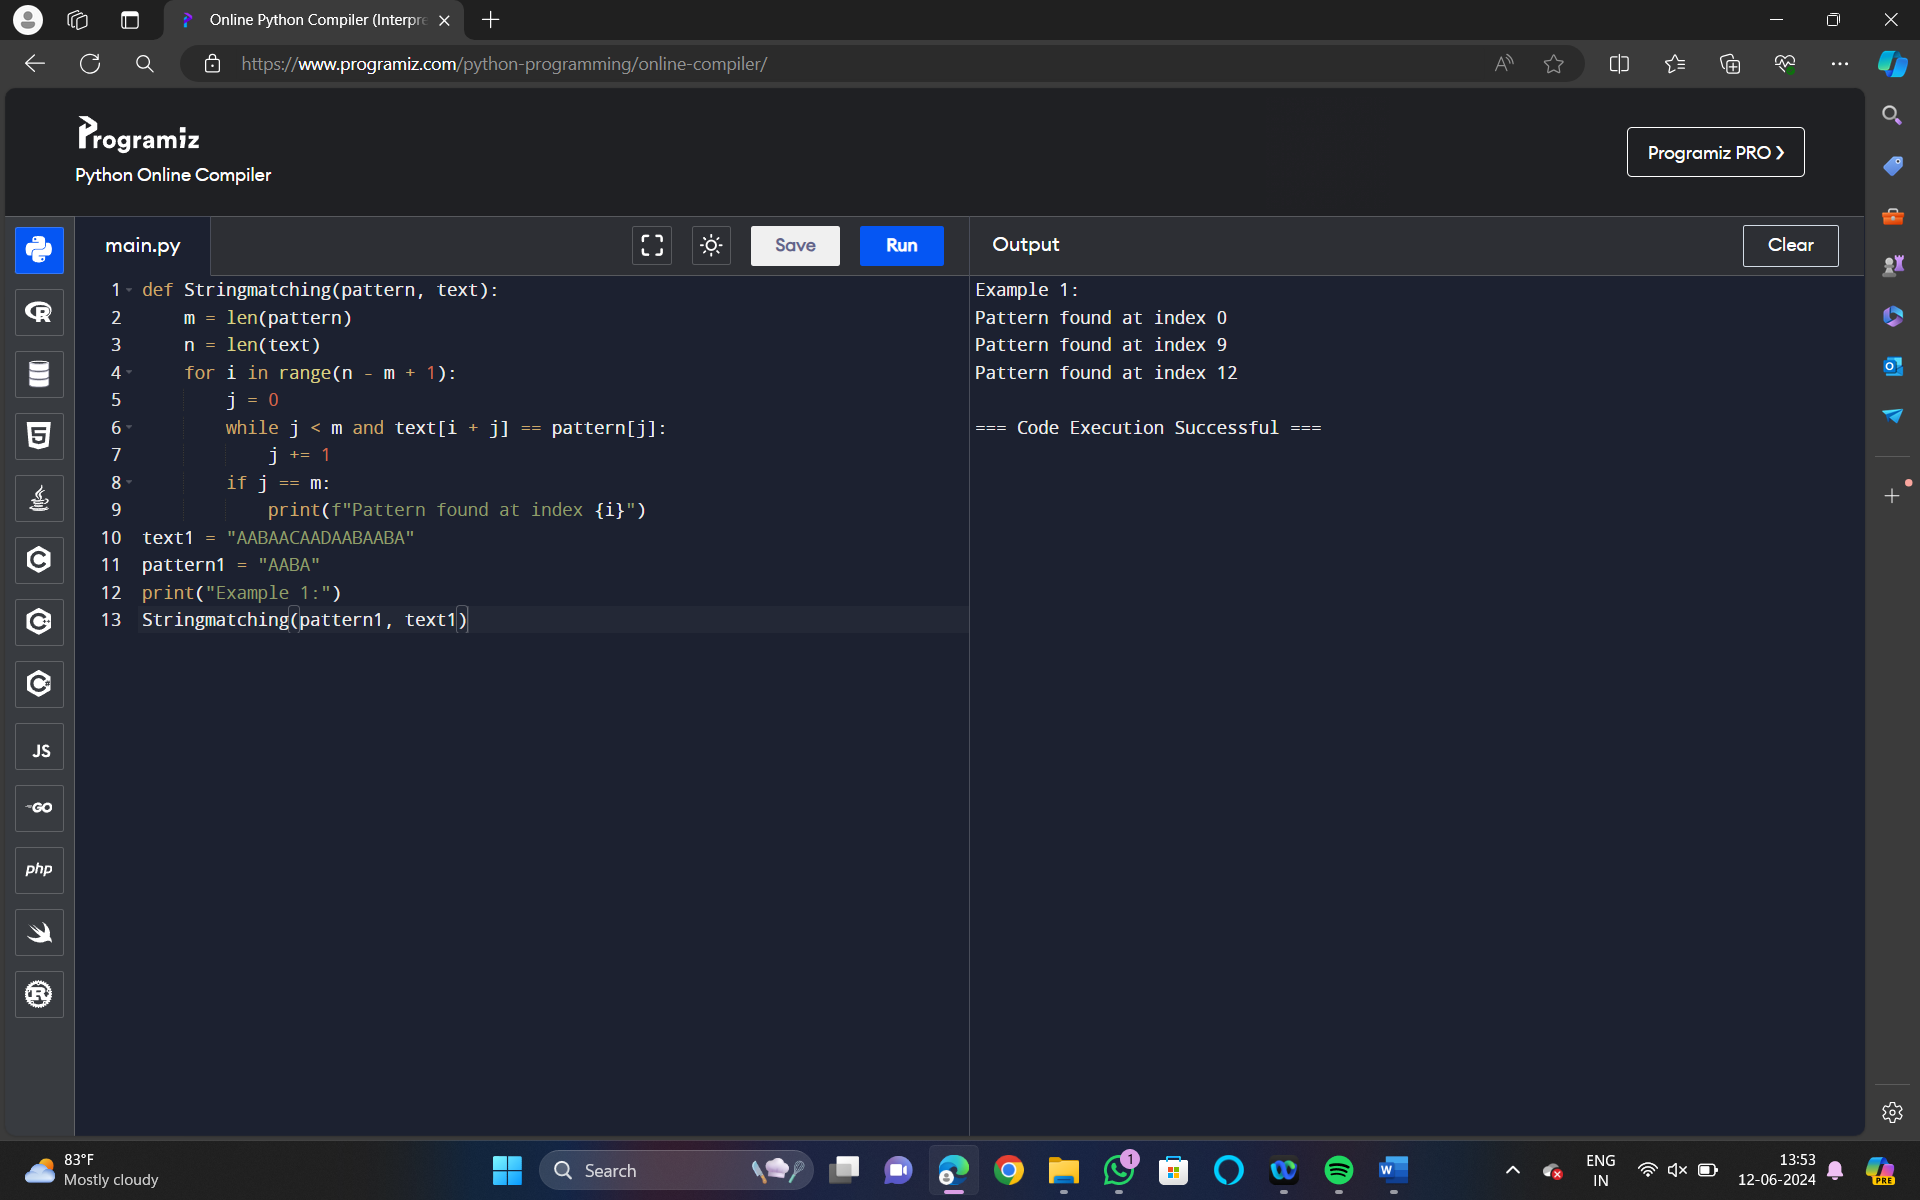 Online Python Compiler (Interpre
https://www.programiz.com/python-programming/online-compiler/
Programiz
Python Online Compiler
Programiz PRO ›
main.py
Save
Run
Output
Clear
1 def Stringmatching(pattern, text):
2     m = len(pattern)
3     n = len(text)
4     for i in range(n - m + 1):
5         j = 0
6         while j < m and text[i + j] == pattern[j]:
7             j += 1
8         if j == m:
9             print(f"Pattern found at index {i}")
10 text1 = "AABAACAADAABAABA"
11 pattern1 = "AABA"
12 print("Example 1:")
13 Stringmatching(pattern1, text1)
Example 1:
Pattern found at index 0
Pattern found at index 9
Pattern found at index 12
=== Code Execution Successful ===
R
5
C
C
C
JS
GO
php
R
83°F
Mostly cloudy
Search
1
W
ENG
IN
13:53
12-06-2024
PRE